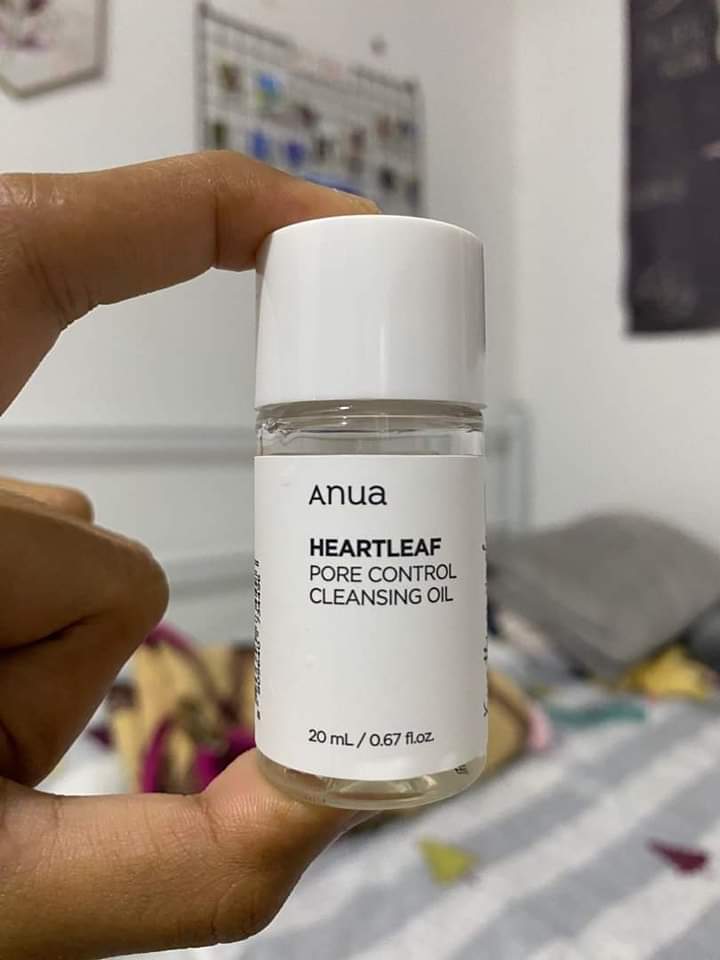 Anua
HEARTLEAF
PORE CONTROL
CLEANSING OIL
20 mL / 0.67 fl.oz.